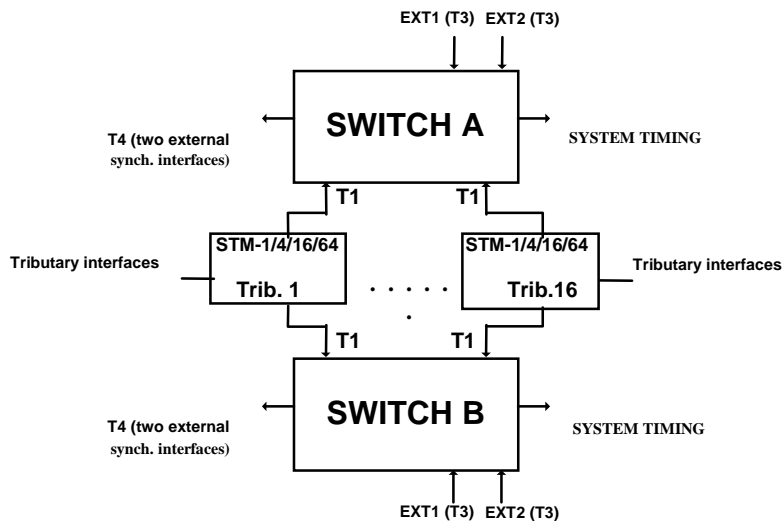 EXT1 (T3) EXT2 (T3)
SWITCH A
T4 (two external
synch. interfaces)
SYSTEM TIMING
T1 T1
STM-1/4/16/64 STM-1/4/16/64
Tributary interfaces Tributary interfaces
Trib. 1 . . . . . Trib.16
.
T1 T1
SWITCH B
T4 (two external
synch. interfaces)
SYSTEM TIMING
EXT1 (T3) EXT2 (T3)